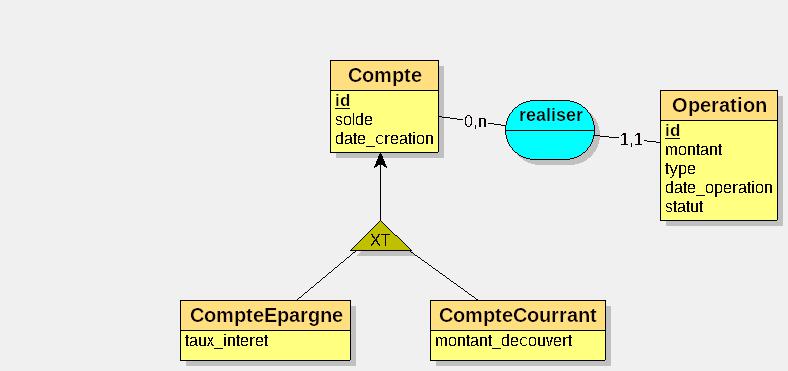 Compte
id
solde
date_creation
0,n
realiser
1,1
Operation
id
montant
type
date_operation
statut
XT
CompteEpargne
taux_interet
CompteCourrant
montant_decouvert